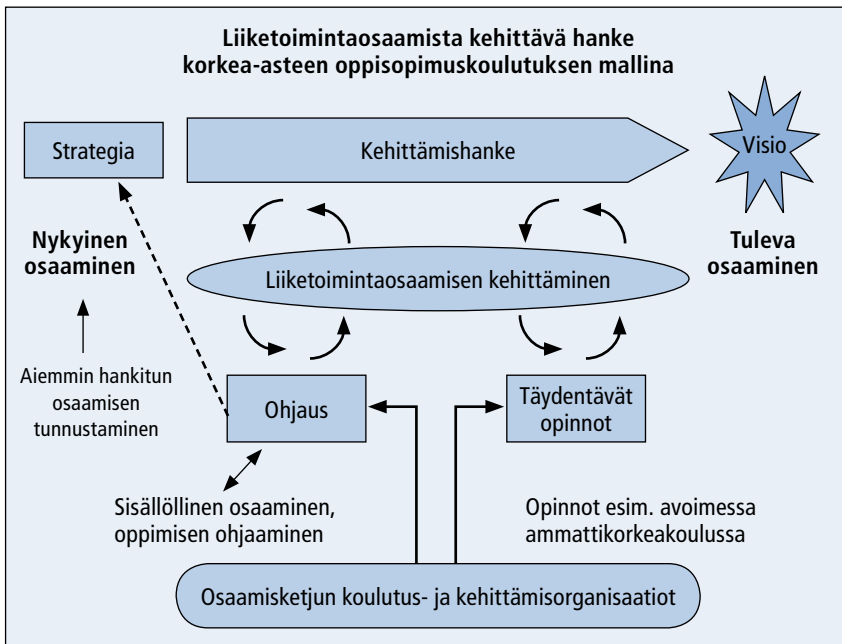 Liiketoimintaosaamista kehittävä hanke
korkea-asteen oppisopimuskoulutuksen mallina
Strategia
Kehittämishanke
Visio
Nykyinen
osaaminen
Tuleva
osaaminen
Liiketoimintaosaamisen kehittäminen
Aiemmin hankitun
osaamisen
tunnustaminen
Ohjaus
Täydentävät
opinnot
Sisällöllinen osaaminen,
oppimisen ohjaaminen
Opinnot esim. avoimessa
ammattikorkeakoulussa
Osaamisketjun koulutus- ja kehittämisorganisaatiot